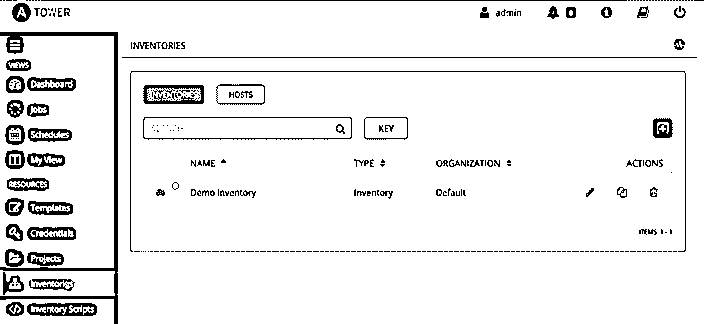 A TOWER
admin 0
INVENTORIES
VIEWS
Dashboard
Jobs
Schedules
My View
RESOURCES
Templates
Credentials
Projects
Inventories
Inventory Scripts
INVENTORIES HOSTS
SEARCH KEY
NAME TYPE ORGANIZATION ACTIONS
Demo Inventory Inventory Default
ITEMS 1 - 1